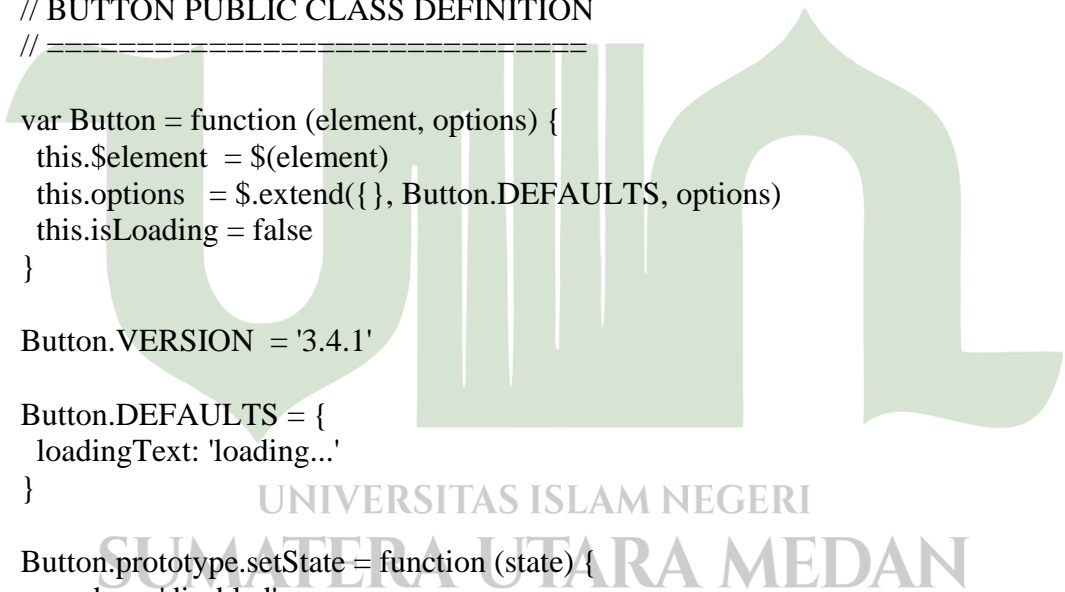 // BUTTON PUBLIC CLASS DEFINITION
// ==============================
var Button = function (element, options) {
this.$element = $(element)
this.options = $.extend({}, Button.DEFAULTS, options)
this.isLoading = false
}
Button.VERSION = '3.4.1'
Button.DEFAULTS = {
loadingText: 'loading...'
}
UNIVERSITAS ISLAM NEGERI
SUMATERA UTARA MEDAN
Button.prototype.setState = function (state) {